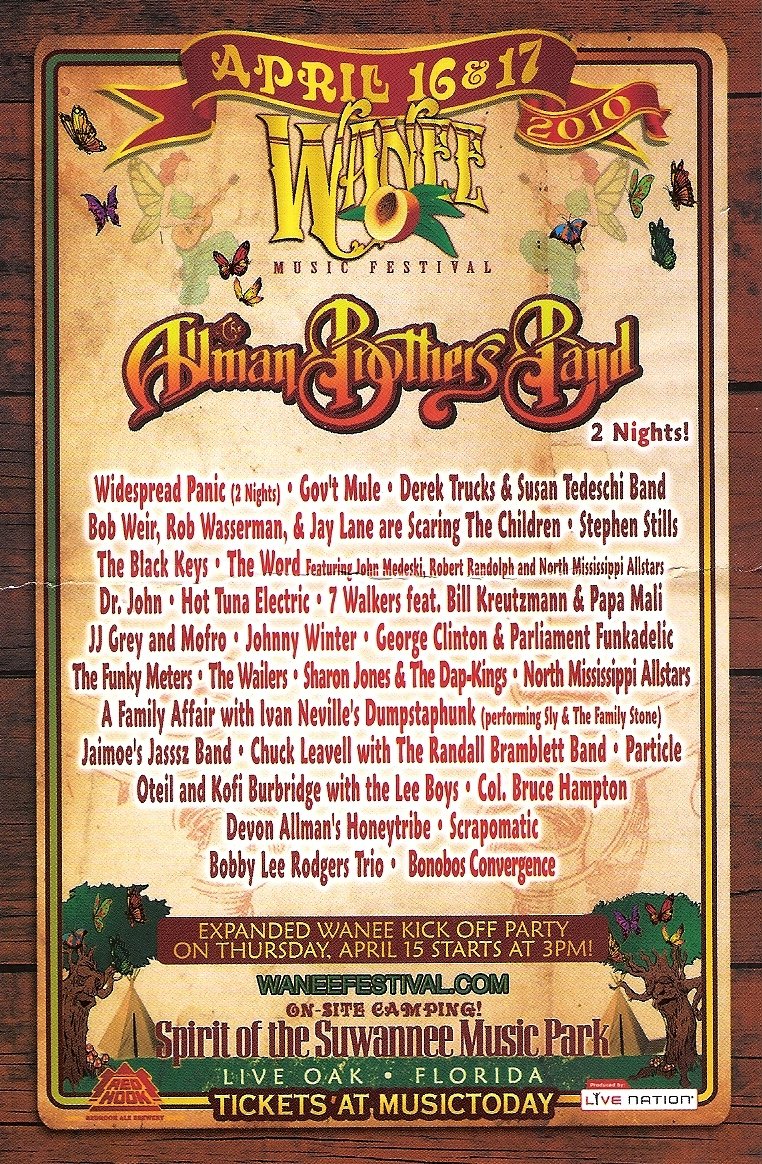 APRIL 16 & 17
2010
WANEE
MUSIC FESTIVAL
The Allman Brothers Band
2 Nights!
Widespread Panic (2 Nights) • Gov't Mule • Derek Trucks & Susan Tedeschi Band
Bob Weir, Rob Wasserman, & Jay Lane are Scaring The Children • Stephen Stills
The Black Keys • The Word Featuring John Medeski, Robert Randolph and North Mississippi Allstars
Dr. John • Hot Tuna Electric • 7 Walkers feat. Bill Kreutzmann & Papa Mali
JJ Grey and Mofro • Johnny Winter • George Clinton & Parliament Funkadelic
The Funky Meters • The Wailers • Sharon Jones & The Dap-Kings • North Mississippi Allstars
A Family Affair with Ivan Neville's Dumpstaphunk (performing Sly & The Family Stone)
Jaimoe's Jasssz Band • Chuck Leavell with The Randall Bramblett Band • Particle
Oteil and Kofi Burbridge with the Lee Boys • Col. Bruce Hampton
Devon Allman's Honeytribe • Scrapomatic
Bobby Lee Rodgers Trio • Bonobos Convergence
EXPANDED WANEE KICK OFF PARTY
ON THURSDAY, APRIL 15 STARTS AT 3PM!
WANEEFESTIVAL.COM
ON-SITE CAMPING!
Spirit of the Suwannee Music Park
LIVE OAK • FLORIDA
TICKETS AT MUSICTODAY
RED HOOK
REDHOOK ALE BREWERY
Produced by:
LIVE NATION